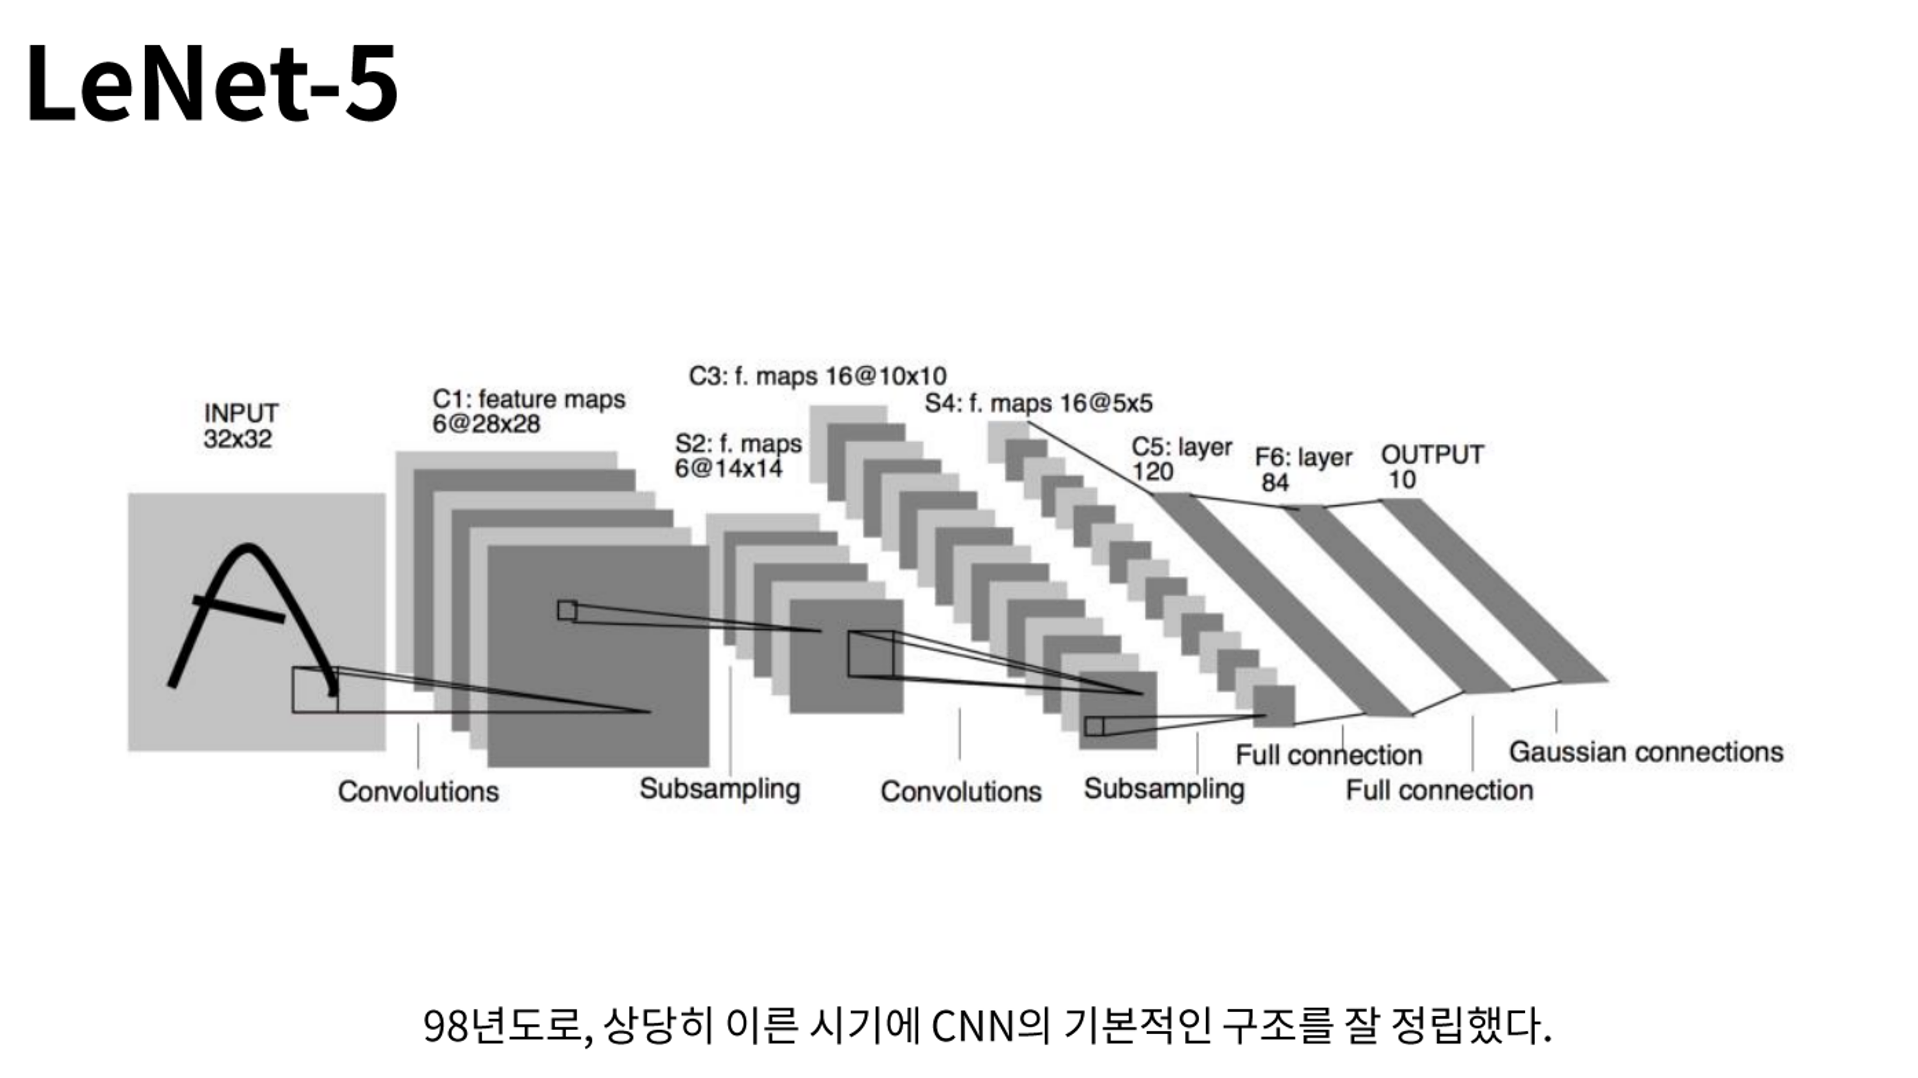 LeNet-5
INPUT
32x32
C1: feature maps
6@28x28
S2: f. maps
6@14x14
C3: f. maps 16@10x10
S4: f. maps 16@5x5
C5: layer
120
F6: layer
84
OUTPUT
10
Convolutions
Subsampling
Convolutions
Subsampling
Full connection
Full connection
Gaussian connections
98년도로, 상당히 이른 시기에 CNN의 기본적인 구조를 잘 정립했다.